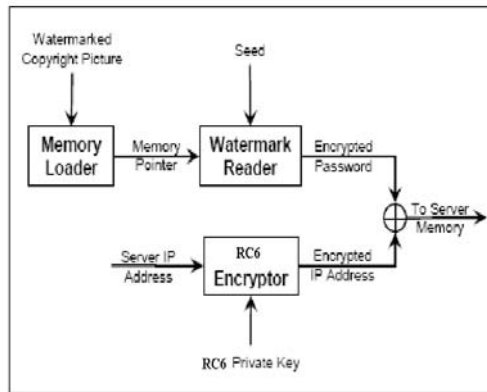 Watermarked
Copyright Picture
Seed
Memory
Loader
Memory
Pointer
Watermark
Reader
Encrypted
Password
To Server
Memory
Server IP
Address
RC6
Encryptor
Encrypted
IP Address
RC6 Private Key